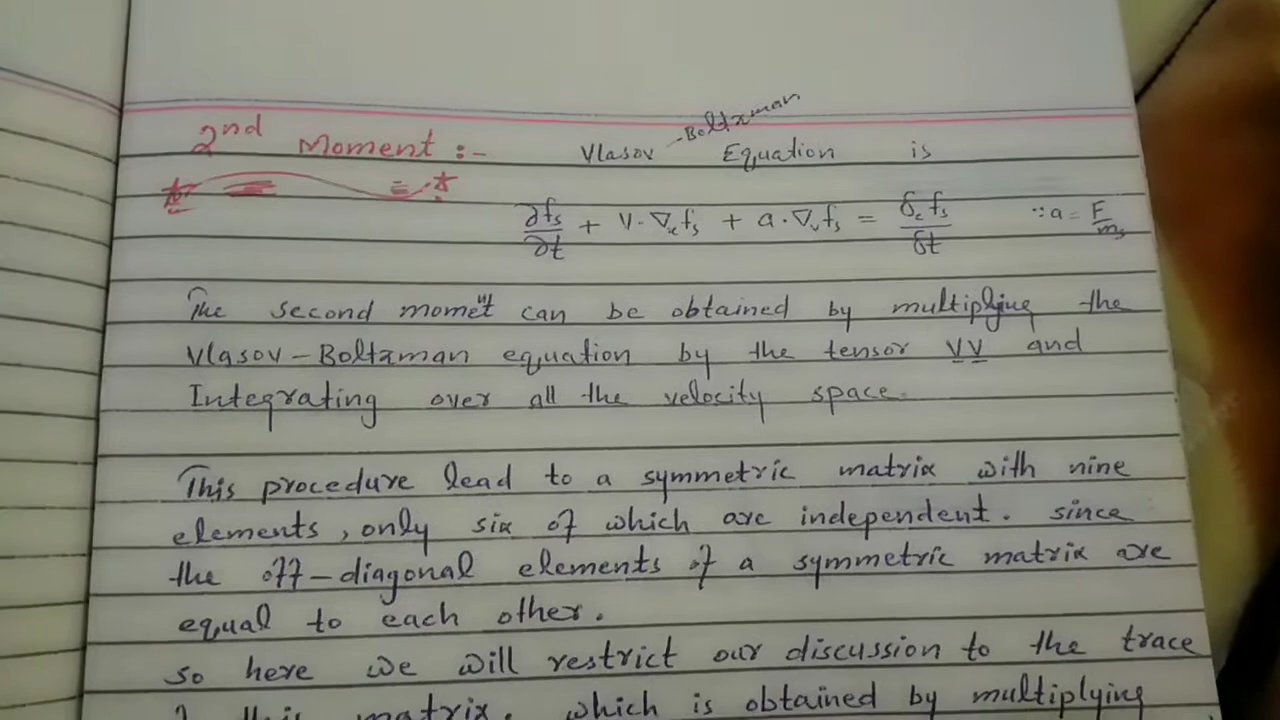 2nd Moment :- Vlasov -Boltzman Equation is
∂fs/∂t + V·∇x fs + a·∇v fs = δc fs/δt ∵ a = F/ms
The second moment can be obtained by multiplying the
Vlasov-Boltzman equation by the tensor VV and
Integrating over all the velocity space.
This procedure lead to a symmetric matrix with nine
elements, only six of which are independent. since
the off-diagonal elements of a symmetric matrix are
equal to each other.
so here we will restrict our discussion to the trace
of this matrix, which is obtained by multiplying